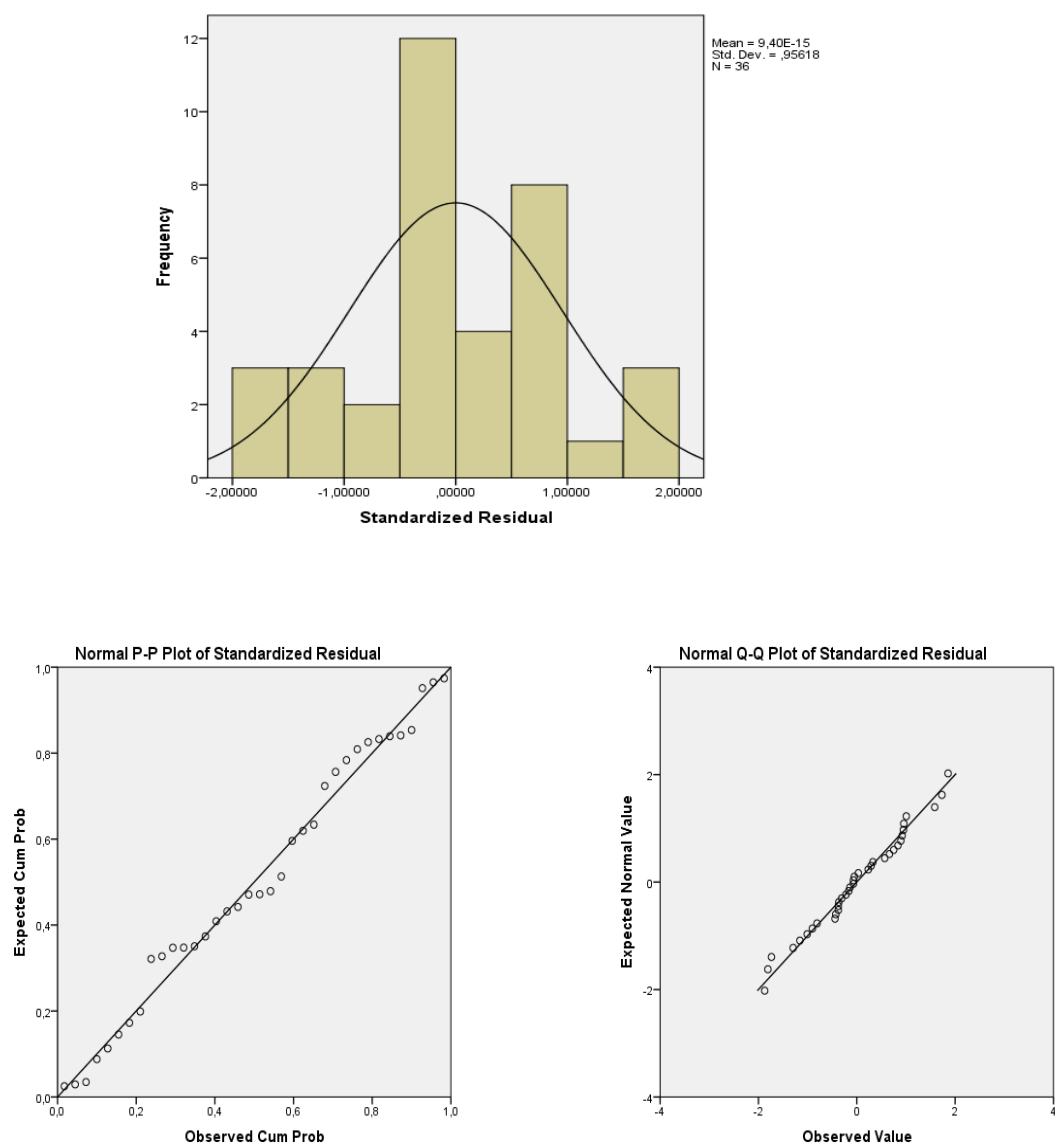 Mean = 9,40E-15
Std. Dev. = ,95618
N = 36
12
10
8
6
4
2
0
Frequency
-2,00000 -1,00000 ,00000 1,00000 2,00000
Standardized Residual
Normal P-P Plot of Standardized Residual
1,0
0,8
0,6
0,4
0,2
0,0
Expected Cum Prob
0,0 0,2 0,4 0,6 0,8 1,0
Observed Cum Prob
Normal Q-Q Plot of Standardized Residual
4
2
0
-2
-4
Expected Normal Value
-4 -2 0 2 4
Observed Value